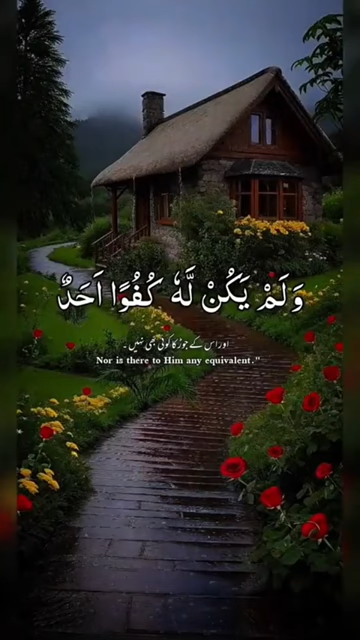 وَلَمْ يَكُنْ لَّهٗ كُفُوًا اَحَدٌ
اور اس کے جوڑ کا کوئی بھی نہیں ۔
Nor is there to Him any equivalent."